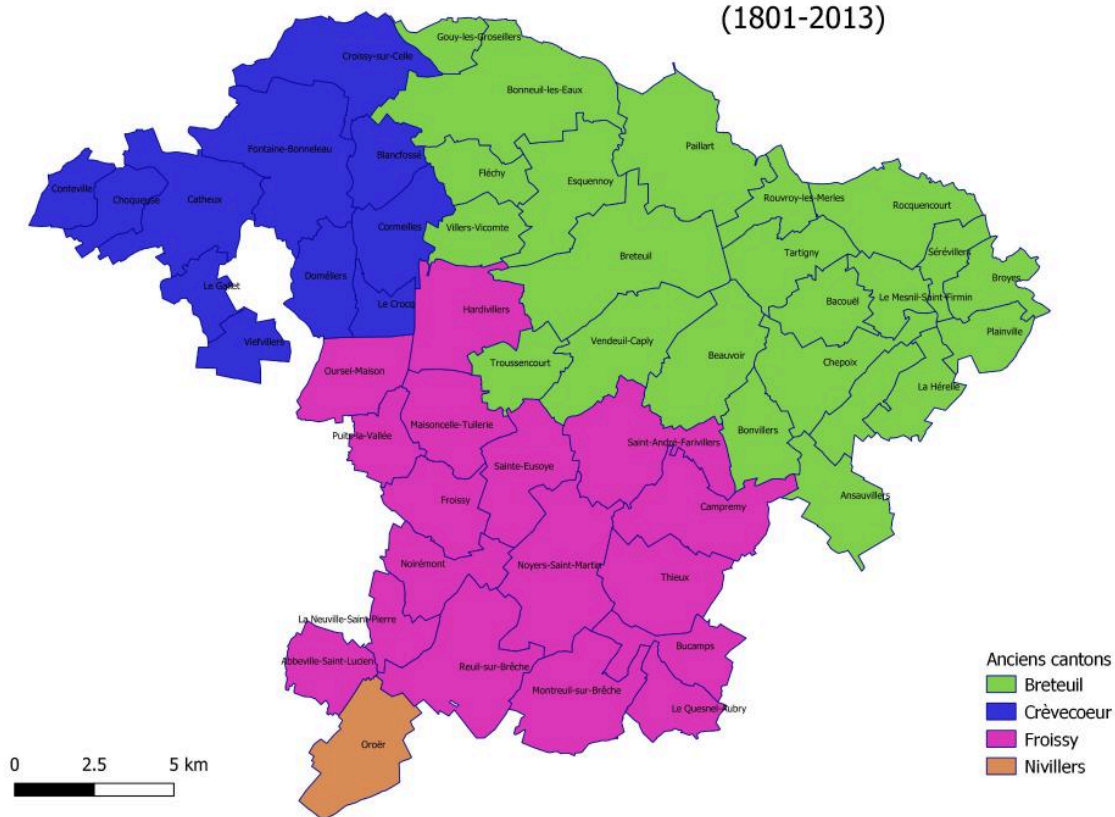 (1801-2013)
Gouy-les-Groseillers
Croissy-sur-Celle
Bonneuil-les-Eaux
Paillart
Fontaine-Bonneleau
Blancfossé
Fléchy
Esquennoy
Conteville
Choqueuse
Catheux
Rouvroy-les-Merles
Rocquencourt
Cormeilles
Villers-Vicomte
Breteuil
Tartigny
Sérévillers
Broyes
Doméliers
Le Gallet
Le Crocq
Hardivillers
Bacouël
Le Mesnil-Saint-Firmin
Plainville
Viefvillers
Vendeuil-Caply
Beauvoir
Troussencourt
Chepoix
Oursel-Maison
La Hérelle
Maisoncelle-Tuilerie
Puits-la-Vallée
Bonvillers
Saint-André-Farivillers
Sainte-Eusoye
Froissy
Ansauvillers
Campremy
Noirémont
Noyers-Saint-Martin
Thieux
La Neuville-Saint-Pierre
Bucamps
Abbeville-Saint-Lucien
Reuil-sur-Brêche
Montreuil-sur-Brêche
Le Quesnel-Aubry
Oroër
Anciens cantons
Breteuil
Crèvecoeur
Froissy
Nivillers
0 2.5 5 km